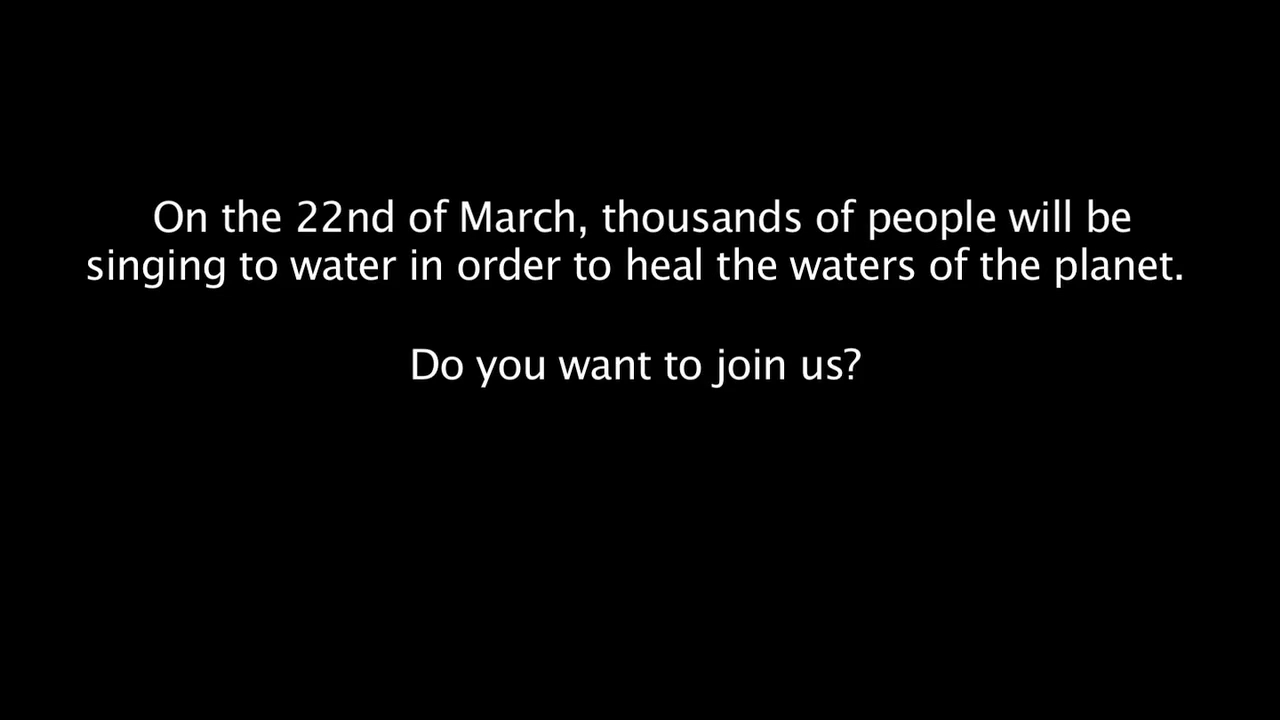 On the 22nd of March, thousands of people will be
singing to water in order to heal the waters of the planet.
Do you want to join us?